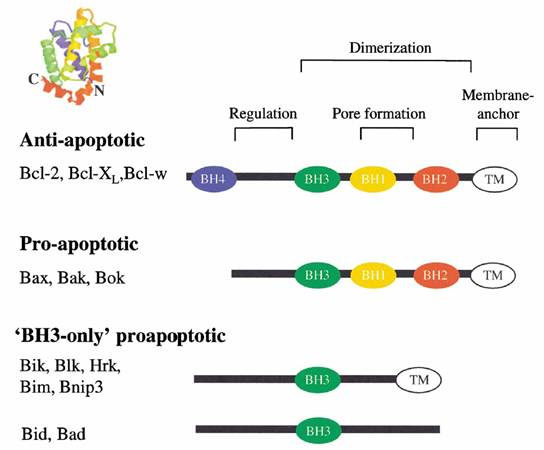 C
N
Dimerization
Regulation
Pore formation
Membrane-
anchor
Anti-apoptotic
Bcl-2, Bcl-XL,Bcl-w
BH4
BH3
BH1
BH2
TM
Pro-apoptotic
Bax, Bak, Bok
BH3
BH1
BH2
TM
‘BH3-only’ proapoptotic
Bik, Blk, Hrk,
Bim, Bnip3
BH3
TM
Bid, Bad
BH3